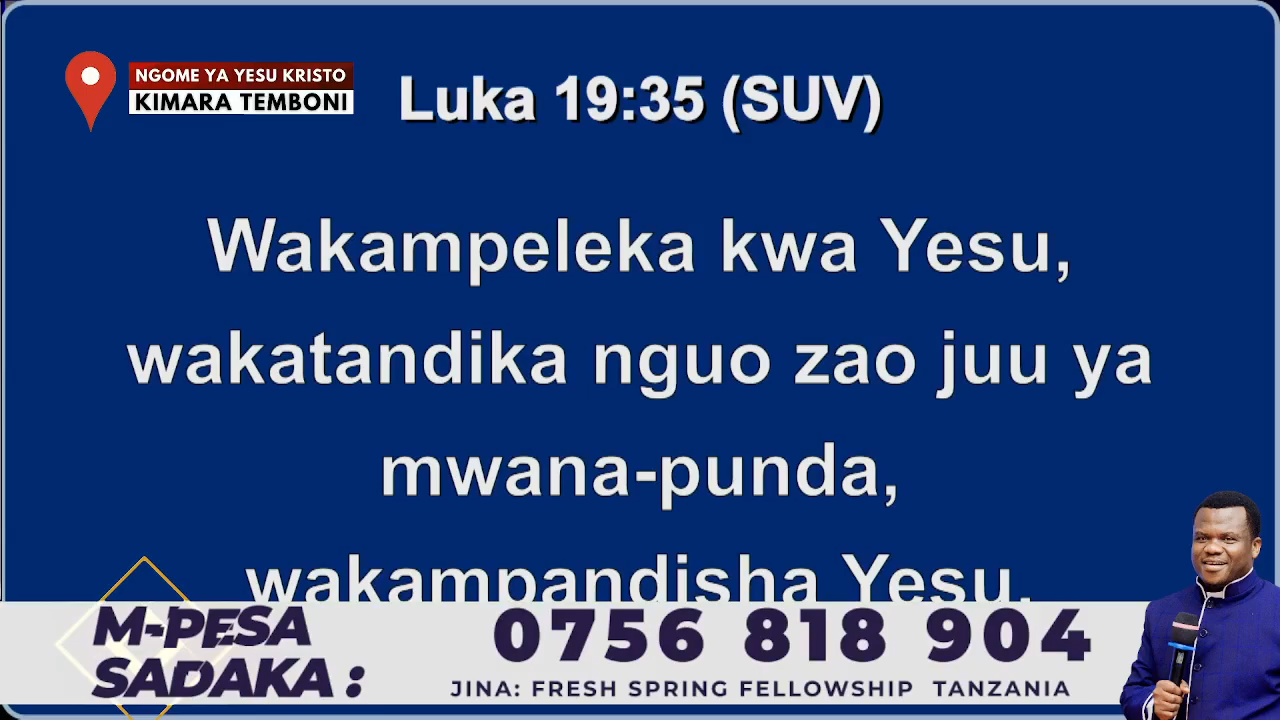 NGOME YA YESU KRISTO
KIMARA TEMBONI
Luka 19:35 (SUV)
Wakampeleka kwa Yesu,
wakatandika nguo zao juu ya
mwana-punda,
wakampandisha Yesu.
M-PESA
SADAKA :
0756 818 904
JINA: FRESH SPRING FELLOWSHIP TANZANIA